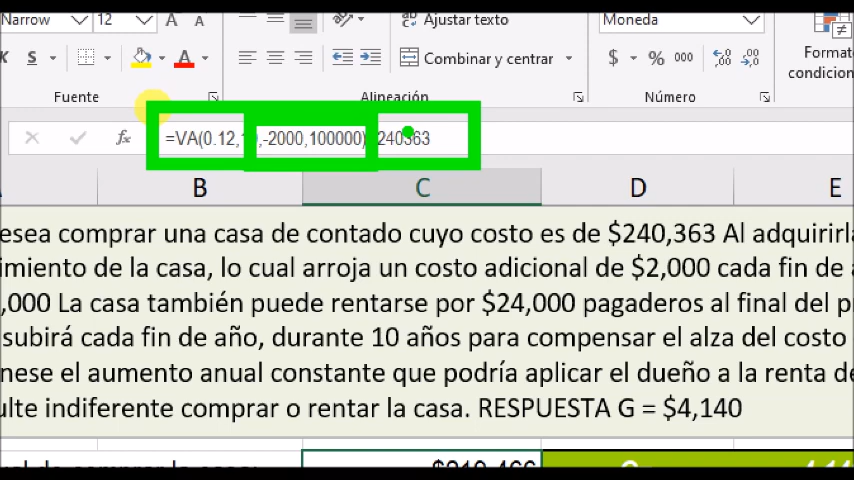 Narrow 12 A A Ajustar texto Moneda
K S A Combinar y centrar $ % 000 Format
condicion
Fuente Alineación Número
fx =VA(0.12, ,-2000,100000) 240363
B C D E
esea comprar una casa de contado cuyo costo es de $240,363 Al adquirirla
imiento de la casa, lo cual arroja un costo adicional de $2,000 cada fin de a
,000 La casa también puede rentarse por $24,000 pagaderos al final del p
subirá cada fin de año, durante 10 años para compensar el alza del costo
nese el aumento anual constante que podría aplicar el dueño a la renta de
ulte indiferente comprar o rentar la casa. RESPUESTA G = $4,140